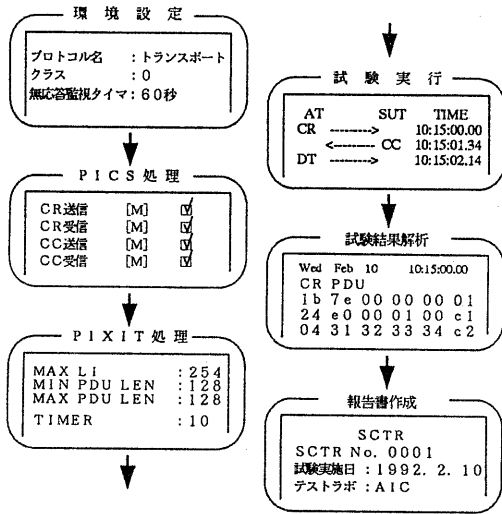 環 境 設 定
プロトコル名 :トランスポート
クラス :0
無応答監視タイマ:60秒
PICS処理
CR送信 [M] ☑
CR受信 [M] ☑
CC送信 [M] ☑
CC受信 [M] ☑
PIXIT処理
MAX LI :254
MIN PDU LEN :128
MAX PDU LEN :128
TIMER :10
試 験 実 行
AT SUT TIME
CR ---------> 10:15:00.00
<--------- CC 10:15:01.34
DT ---------> 10:15:02.14
試験結果解析
Wed Feb 10 10:15:00.00
CR PDU
1b 7e 00 00 00 01
24 e0 00 01 00 c1
04 31 32 33 34 c2
報告書作成
SCTR
SCTR No. 0001
試験実施日:1992. 2. 10
テストラボ:AIC